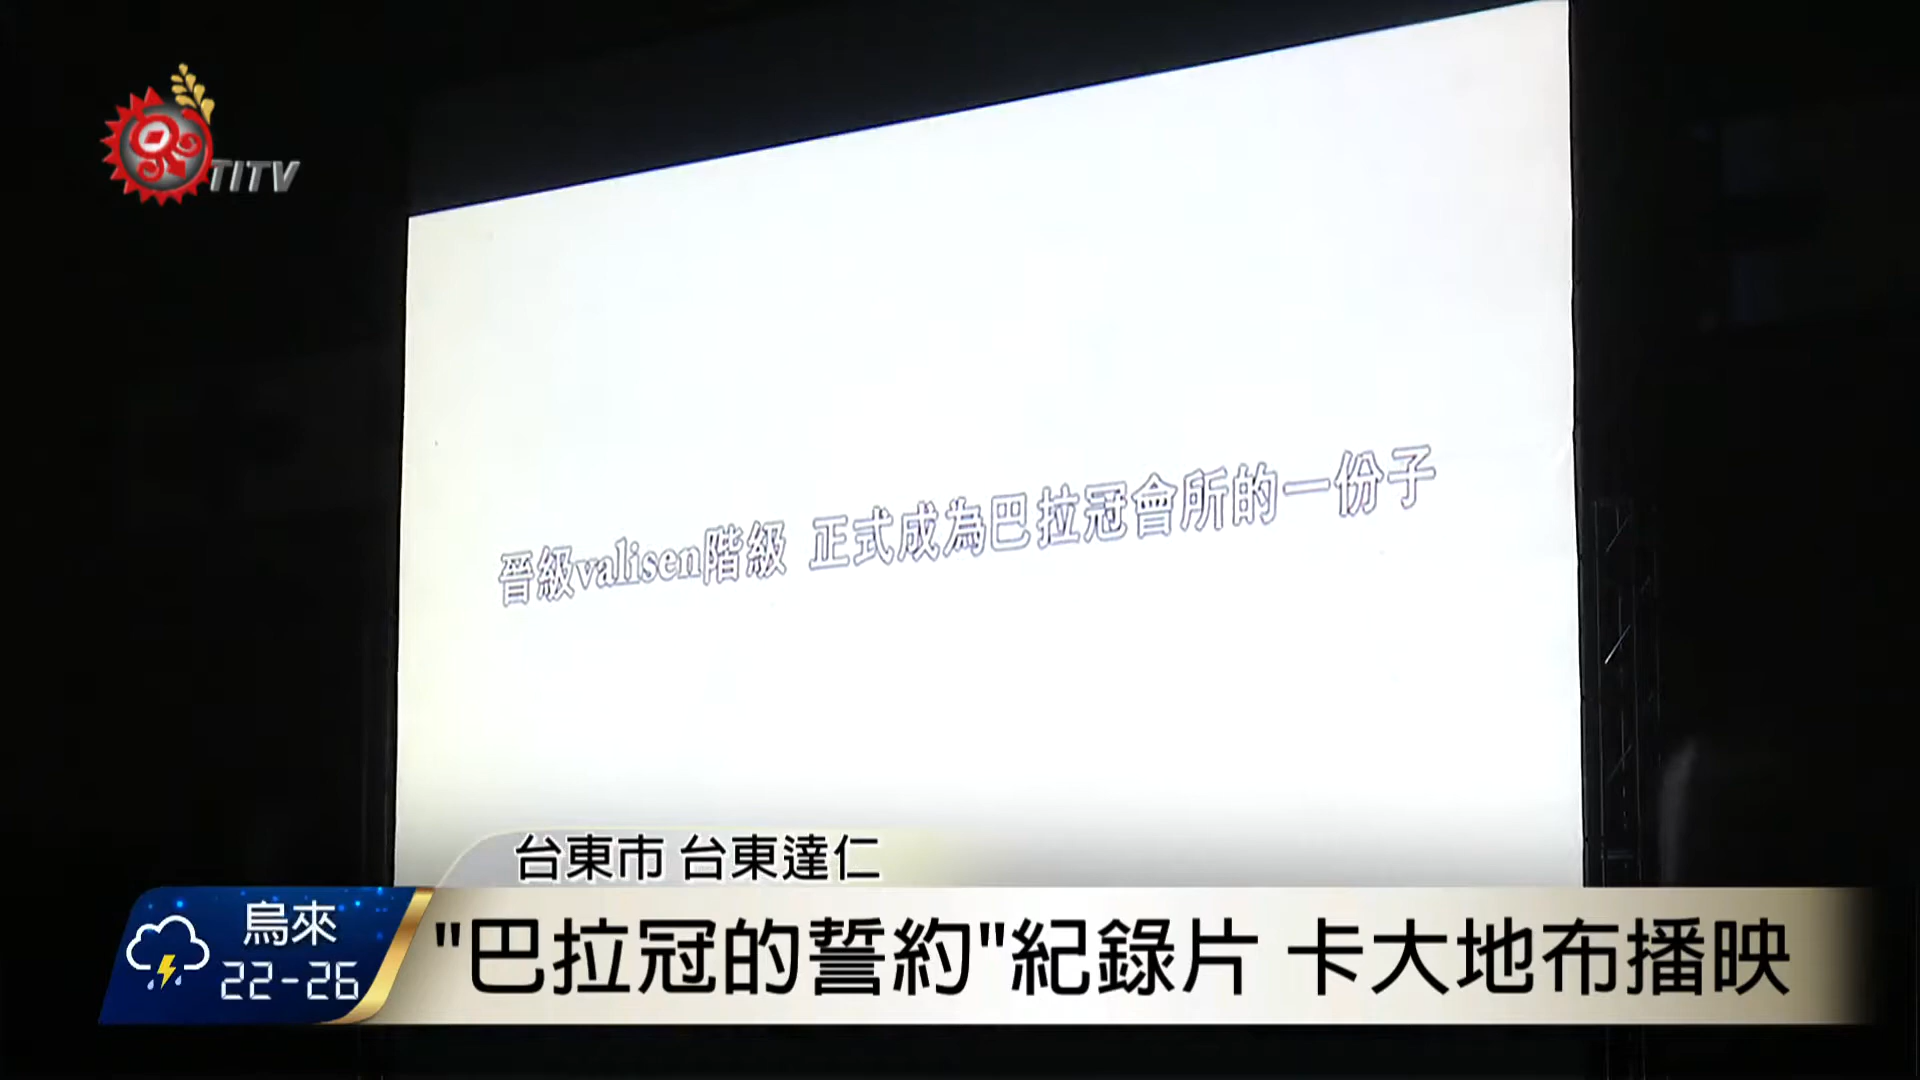 TITV
晉級valisen階級 正式成為巴拉冠會所的一份子
台東市 台東達仁
烏來
22-26
"巴拉冠的誓約"紀錄片 卡大地布播映